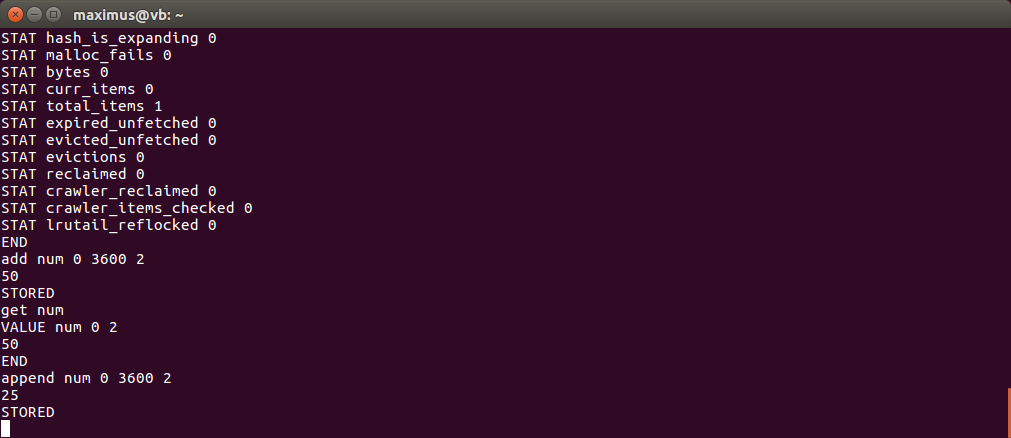 maximus@vb: ~
STAT hash_is_expanding 0
STAT malloc_fails 0
STAT bytes 0
STAT curr_items 0
STAT total_items 1
STAT expired_unfetched 0
STAT evicted_unfetched 0
STAT evictions 0
STAT reclaimed 0
STAT crawler_reclaimed 0
STAT crawler_items_checked 0
STAT lrutail_reflocked 0
END
add num 0 3600 2
50
STORED
get num
VALUE num 0 2
50
END
append num 0 3600 2
25
STORED